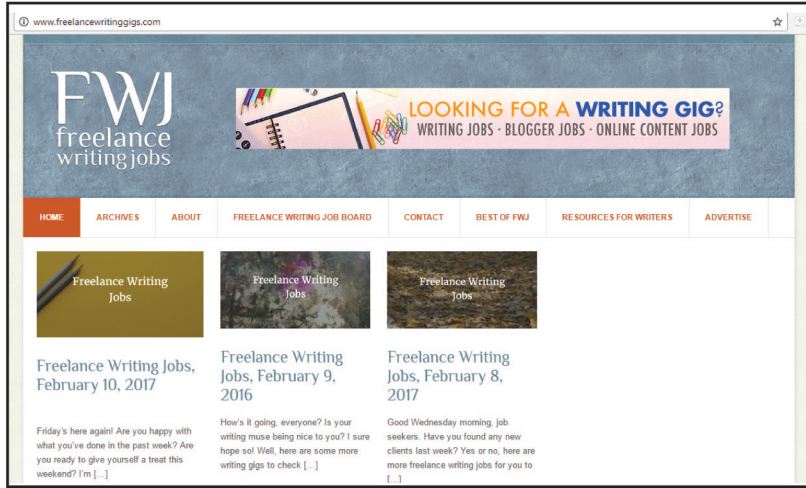 www.freelancewritinggigs.com
FWJ
freelance
writing jobs
LOOKING FOR A WRITING GIG?
WRITING JOBS · BLOGGER JOBS · ONLINE CONTENT JOBS
HOME ARCHIVES ABOUT FREELANCE WRITING JOB BOARD CONTACT BEST OF FWJ RESOURCES FOR WRITERS ADVERTISE
Freelance Writing
Jobs
Freelance Writing Jobs,
February 10, 2017
Friday's here again! Are you happy with
what you've done in the past week? Are
you ready to give yourself a treat this
weekend? I'm [...]
Freelance Writing
Jobs
Freelance Writing
Jobs, February 9,
2016
How's it going, everyone? Is your
writing muse being nice to you? I sure
hope so! Well, here are some more
writing gigs to check [...]
Freelance Writing
Jobs
Freelance Writing
Jobs, February 8,
2017
Good Wednesday morning, job
seekers. Have you found any new
clients last week? Yes or no, here are
more freelance writing jobs for you to
[...]